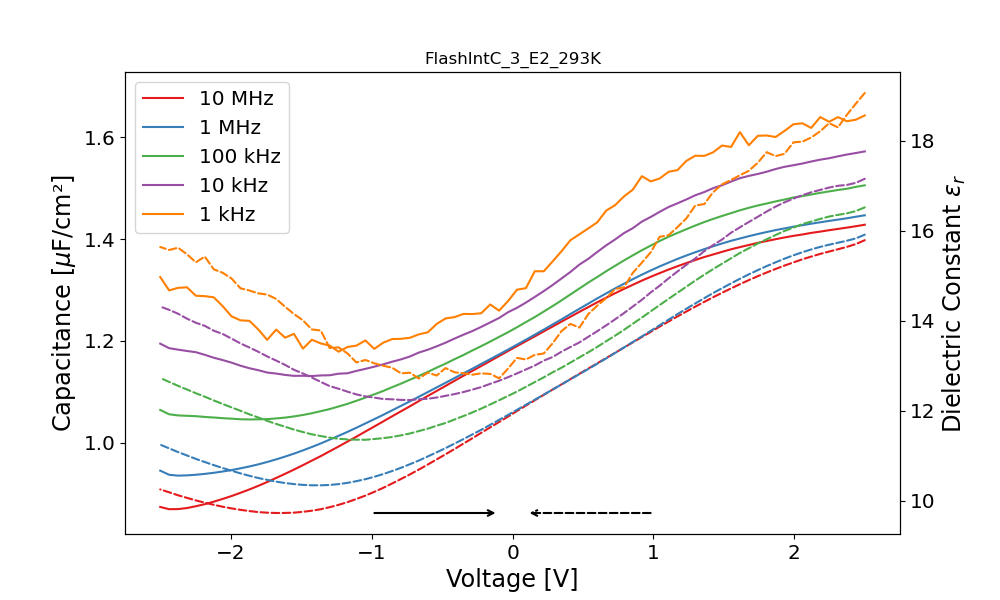 FlashIntC_3_E2_293K
10 MHz
1 MHz
100 kHz
10 kHz
1 kHz
Capacitance [μF/cm²]
1.6
1.4
1.2
1.0
18
16
14
12
10
Dielectric Constant εr
−2
−1
0
1
2
Voltage [V]